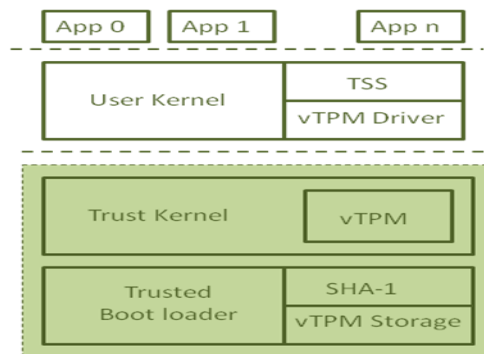 App 0 App 1 App n
User Kernel
TSS
vTPM Driver
Trust Kernel
vTPM
Trusted
Boot loader
SHA-1
vTPM Storage